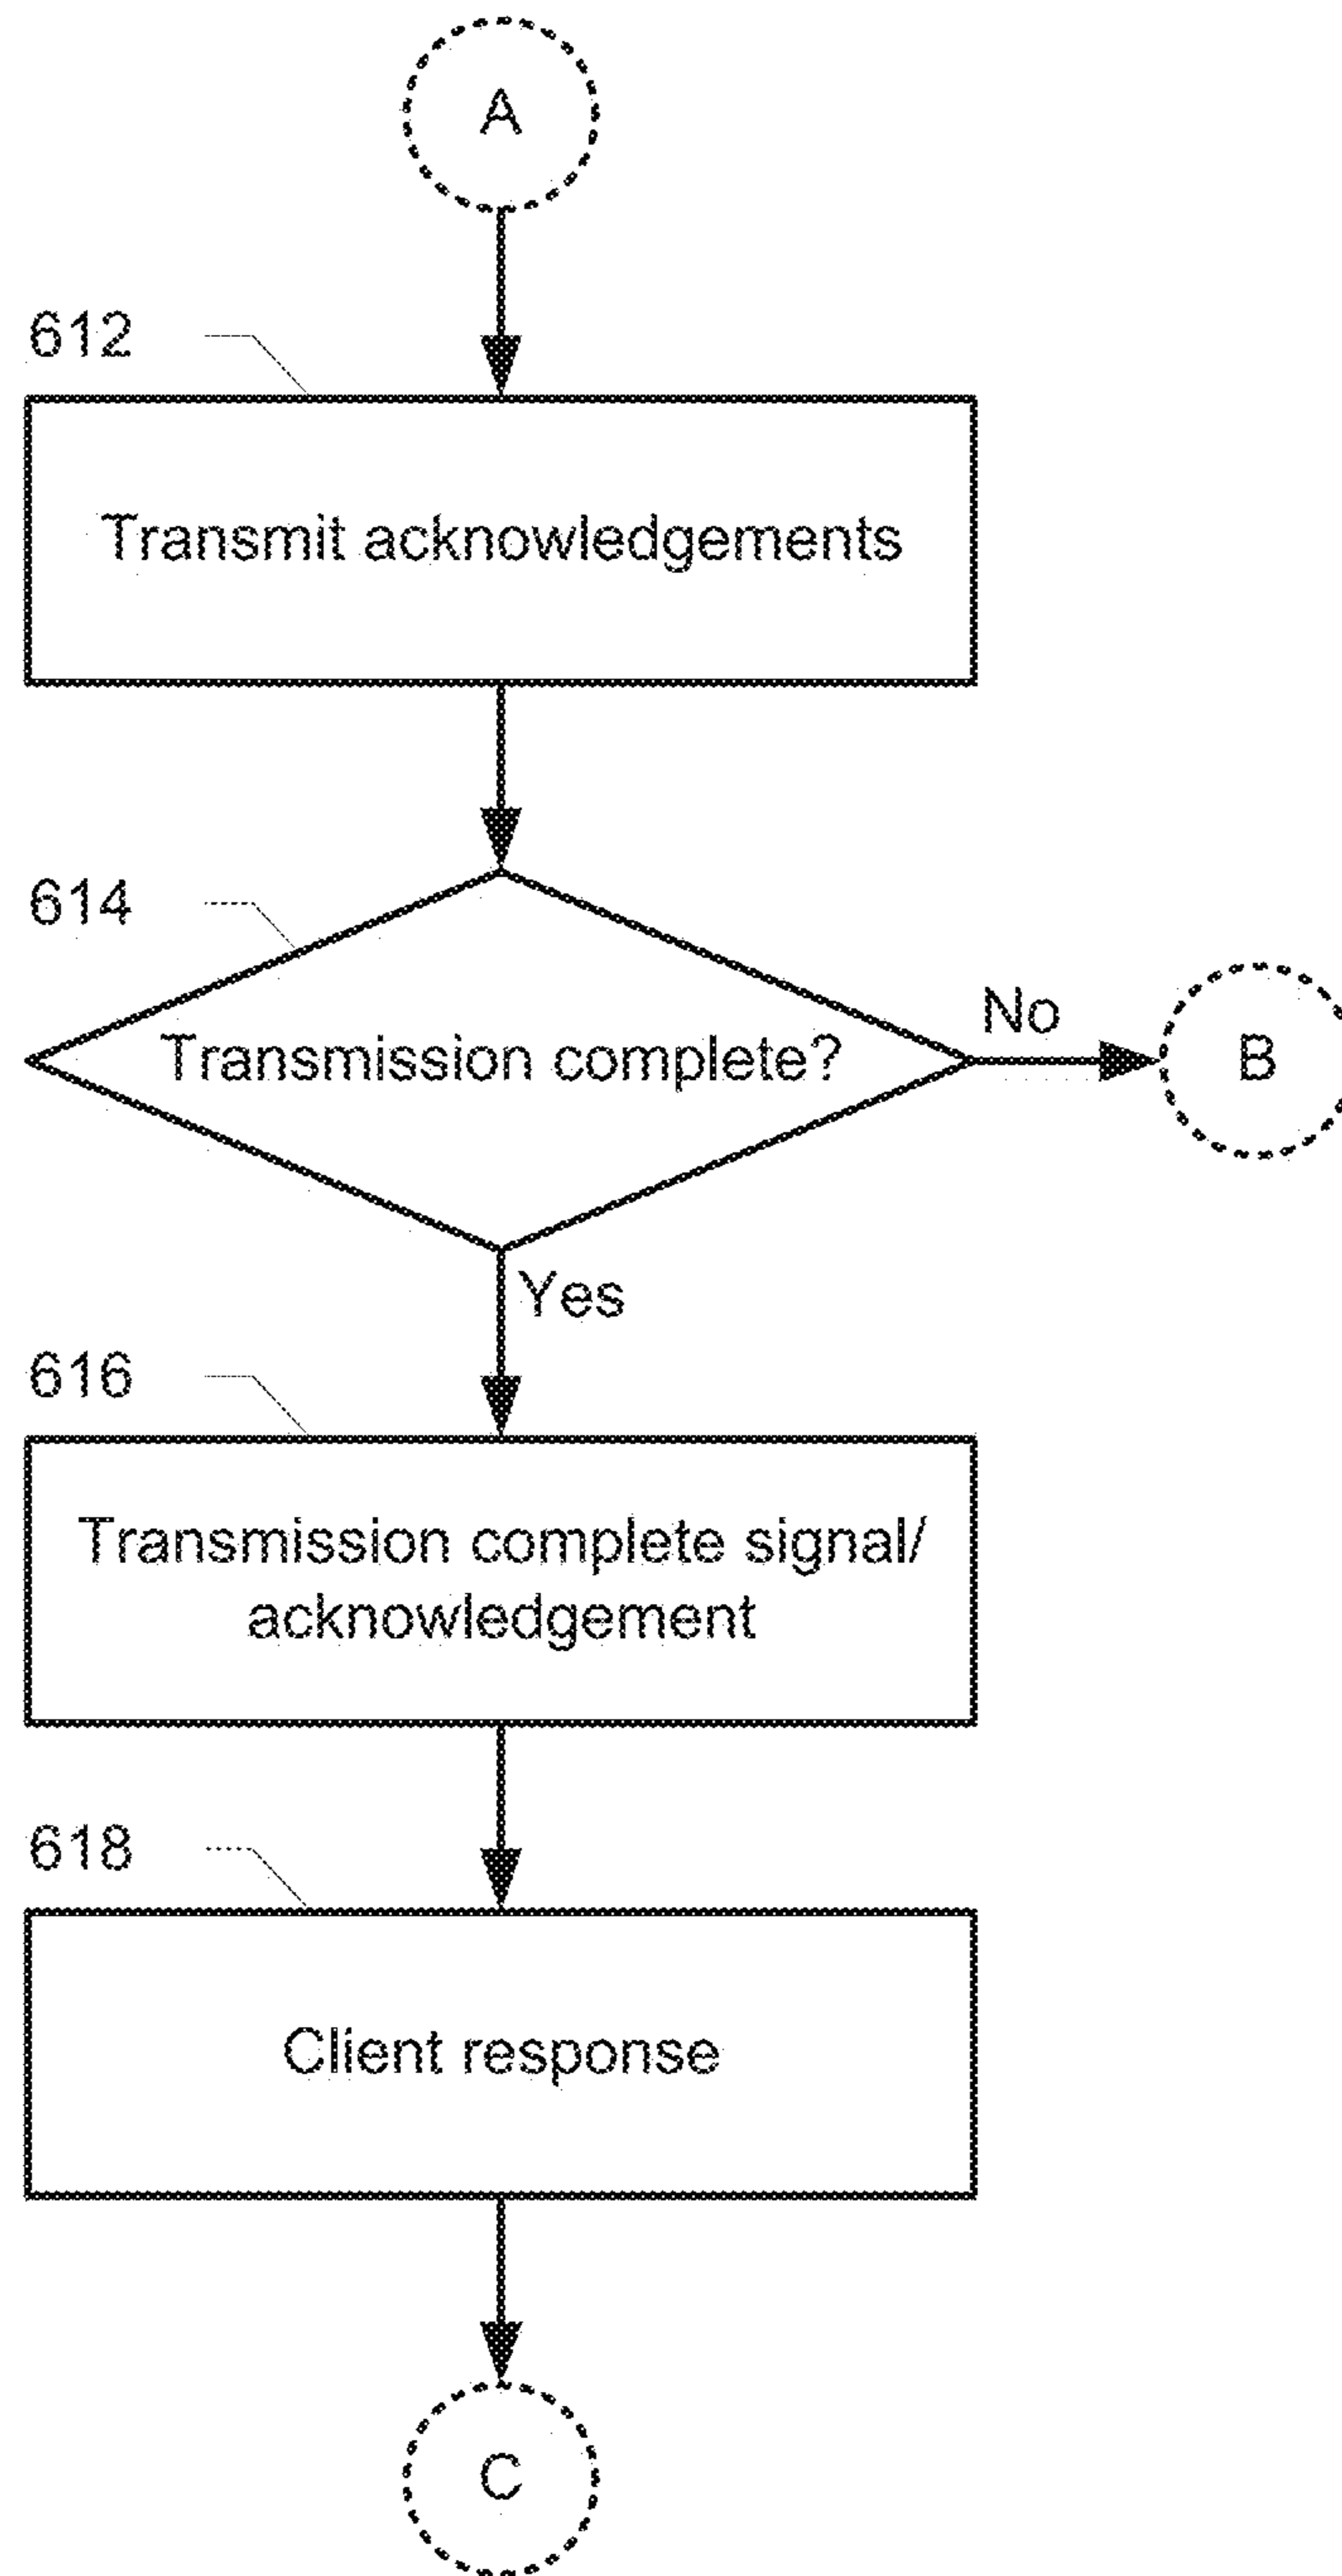 A
612
Transmit acknowledgements
614
Transmission complete?
No
B
Yes
616
Transmission complete signal/
acknowledgement
618
Client response
C